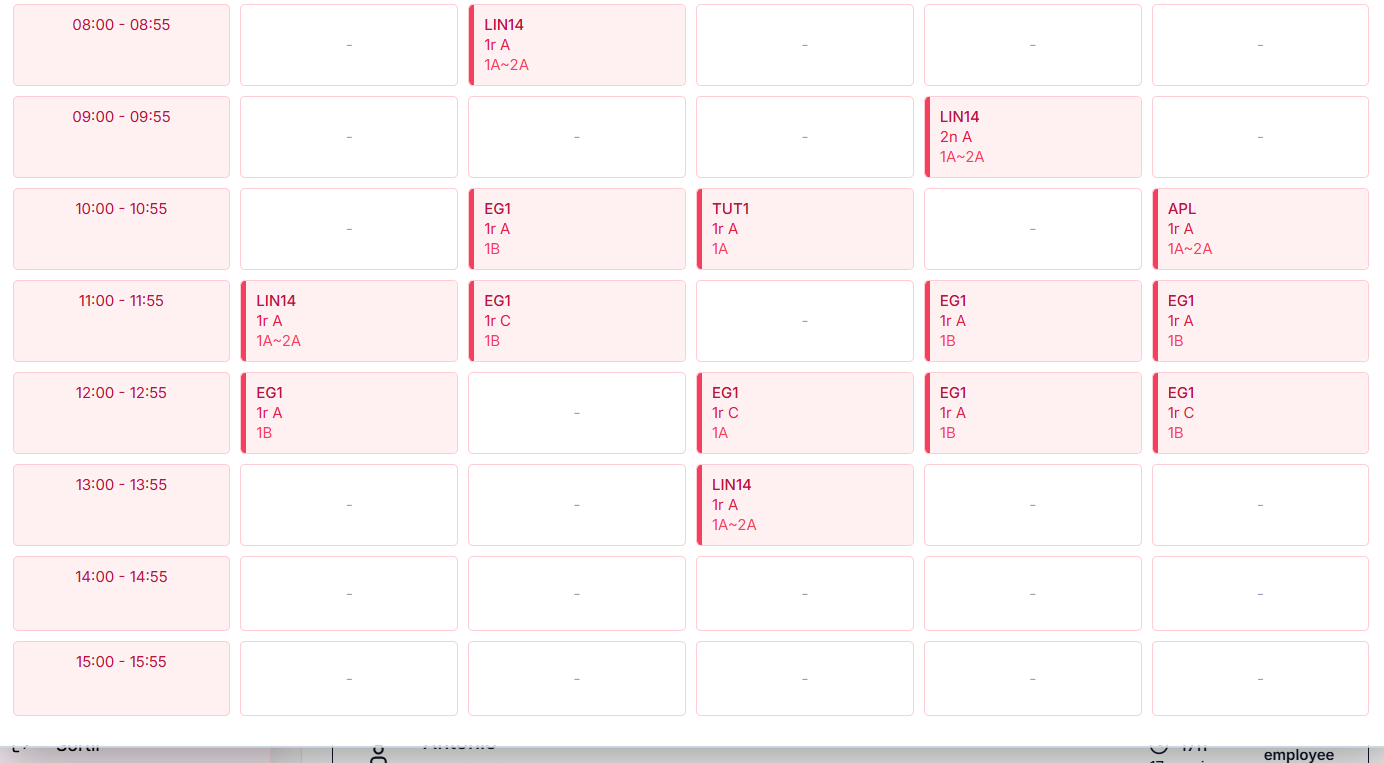 08:00 - 08:55
-
LIN14
1r A
1A~2A
-
-
-
09:00 - 09:55
-
-
-
LIN14
2n A
1A~2A
-
10:00 - 10:55
-
EG1
1r A
1B
TUT1
1r A
1A
-
APL
1r A
1A~2A
11:00 - 11:55
LIN14
1r A
1A~2A
EG1
1r C
1B
-
EG1
1r A
1B
EG1
1r A
1B
12:00 - 12:55
EG1
1r A
1B
-
EG1
1r C
1A
EG1
1r A
1B
EG1
1r C
1B
13:00 - 13:55
-
-
LIN14
1r A
1A~2A
-
-
14:00 - 14:55
-
-
-
-
-
15:00 - 15:55
-
-
-
-
-
Sortir
Antonio
employee